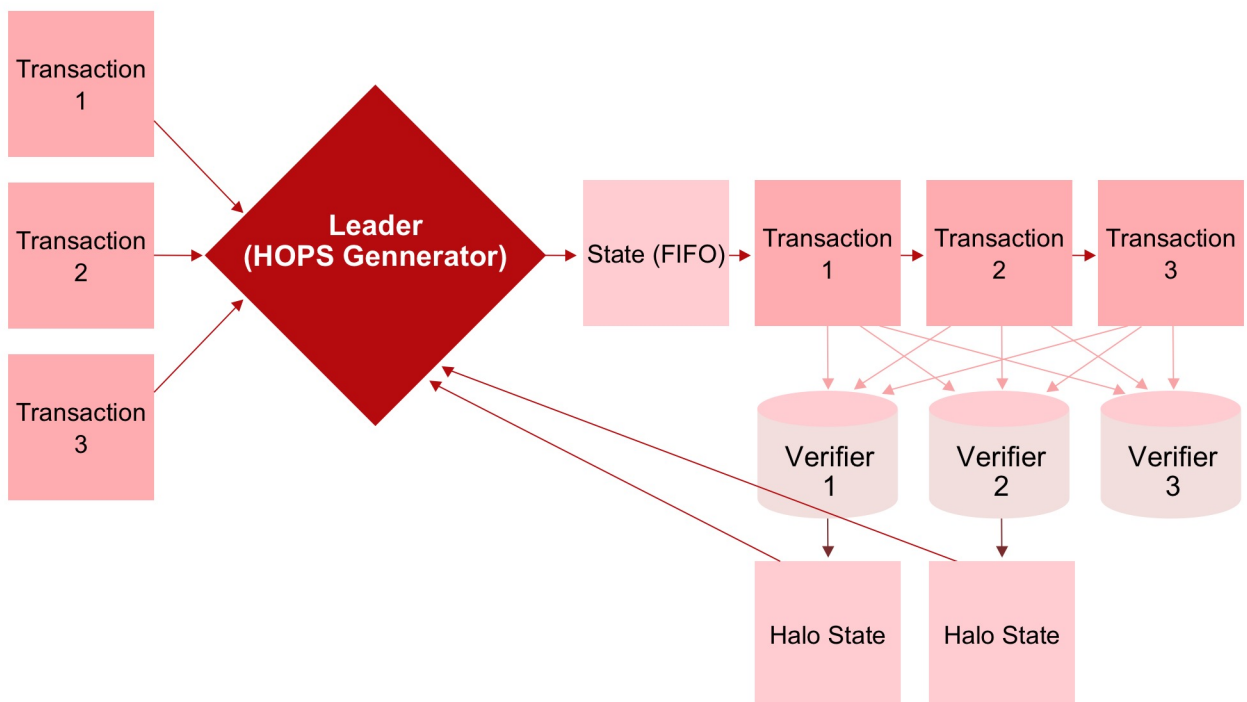 Transaction
1
Transaction
2
Transaction
3
Leader
(HOPS Gennerator)
State (FIFO)
Transaction
1
Transaction
2
Transaction
3
Verifier
1
Verifier
2
Verifier
3
Halo State
Halo State